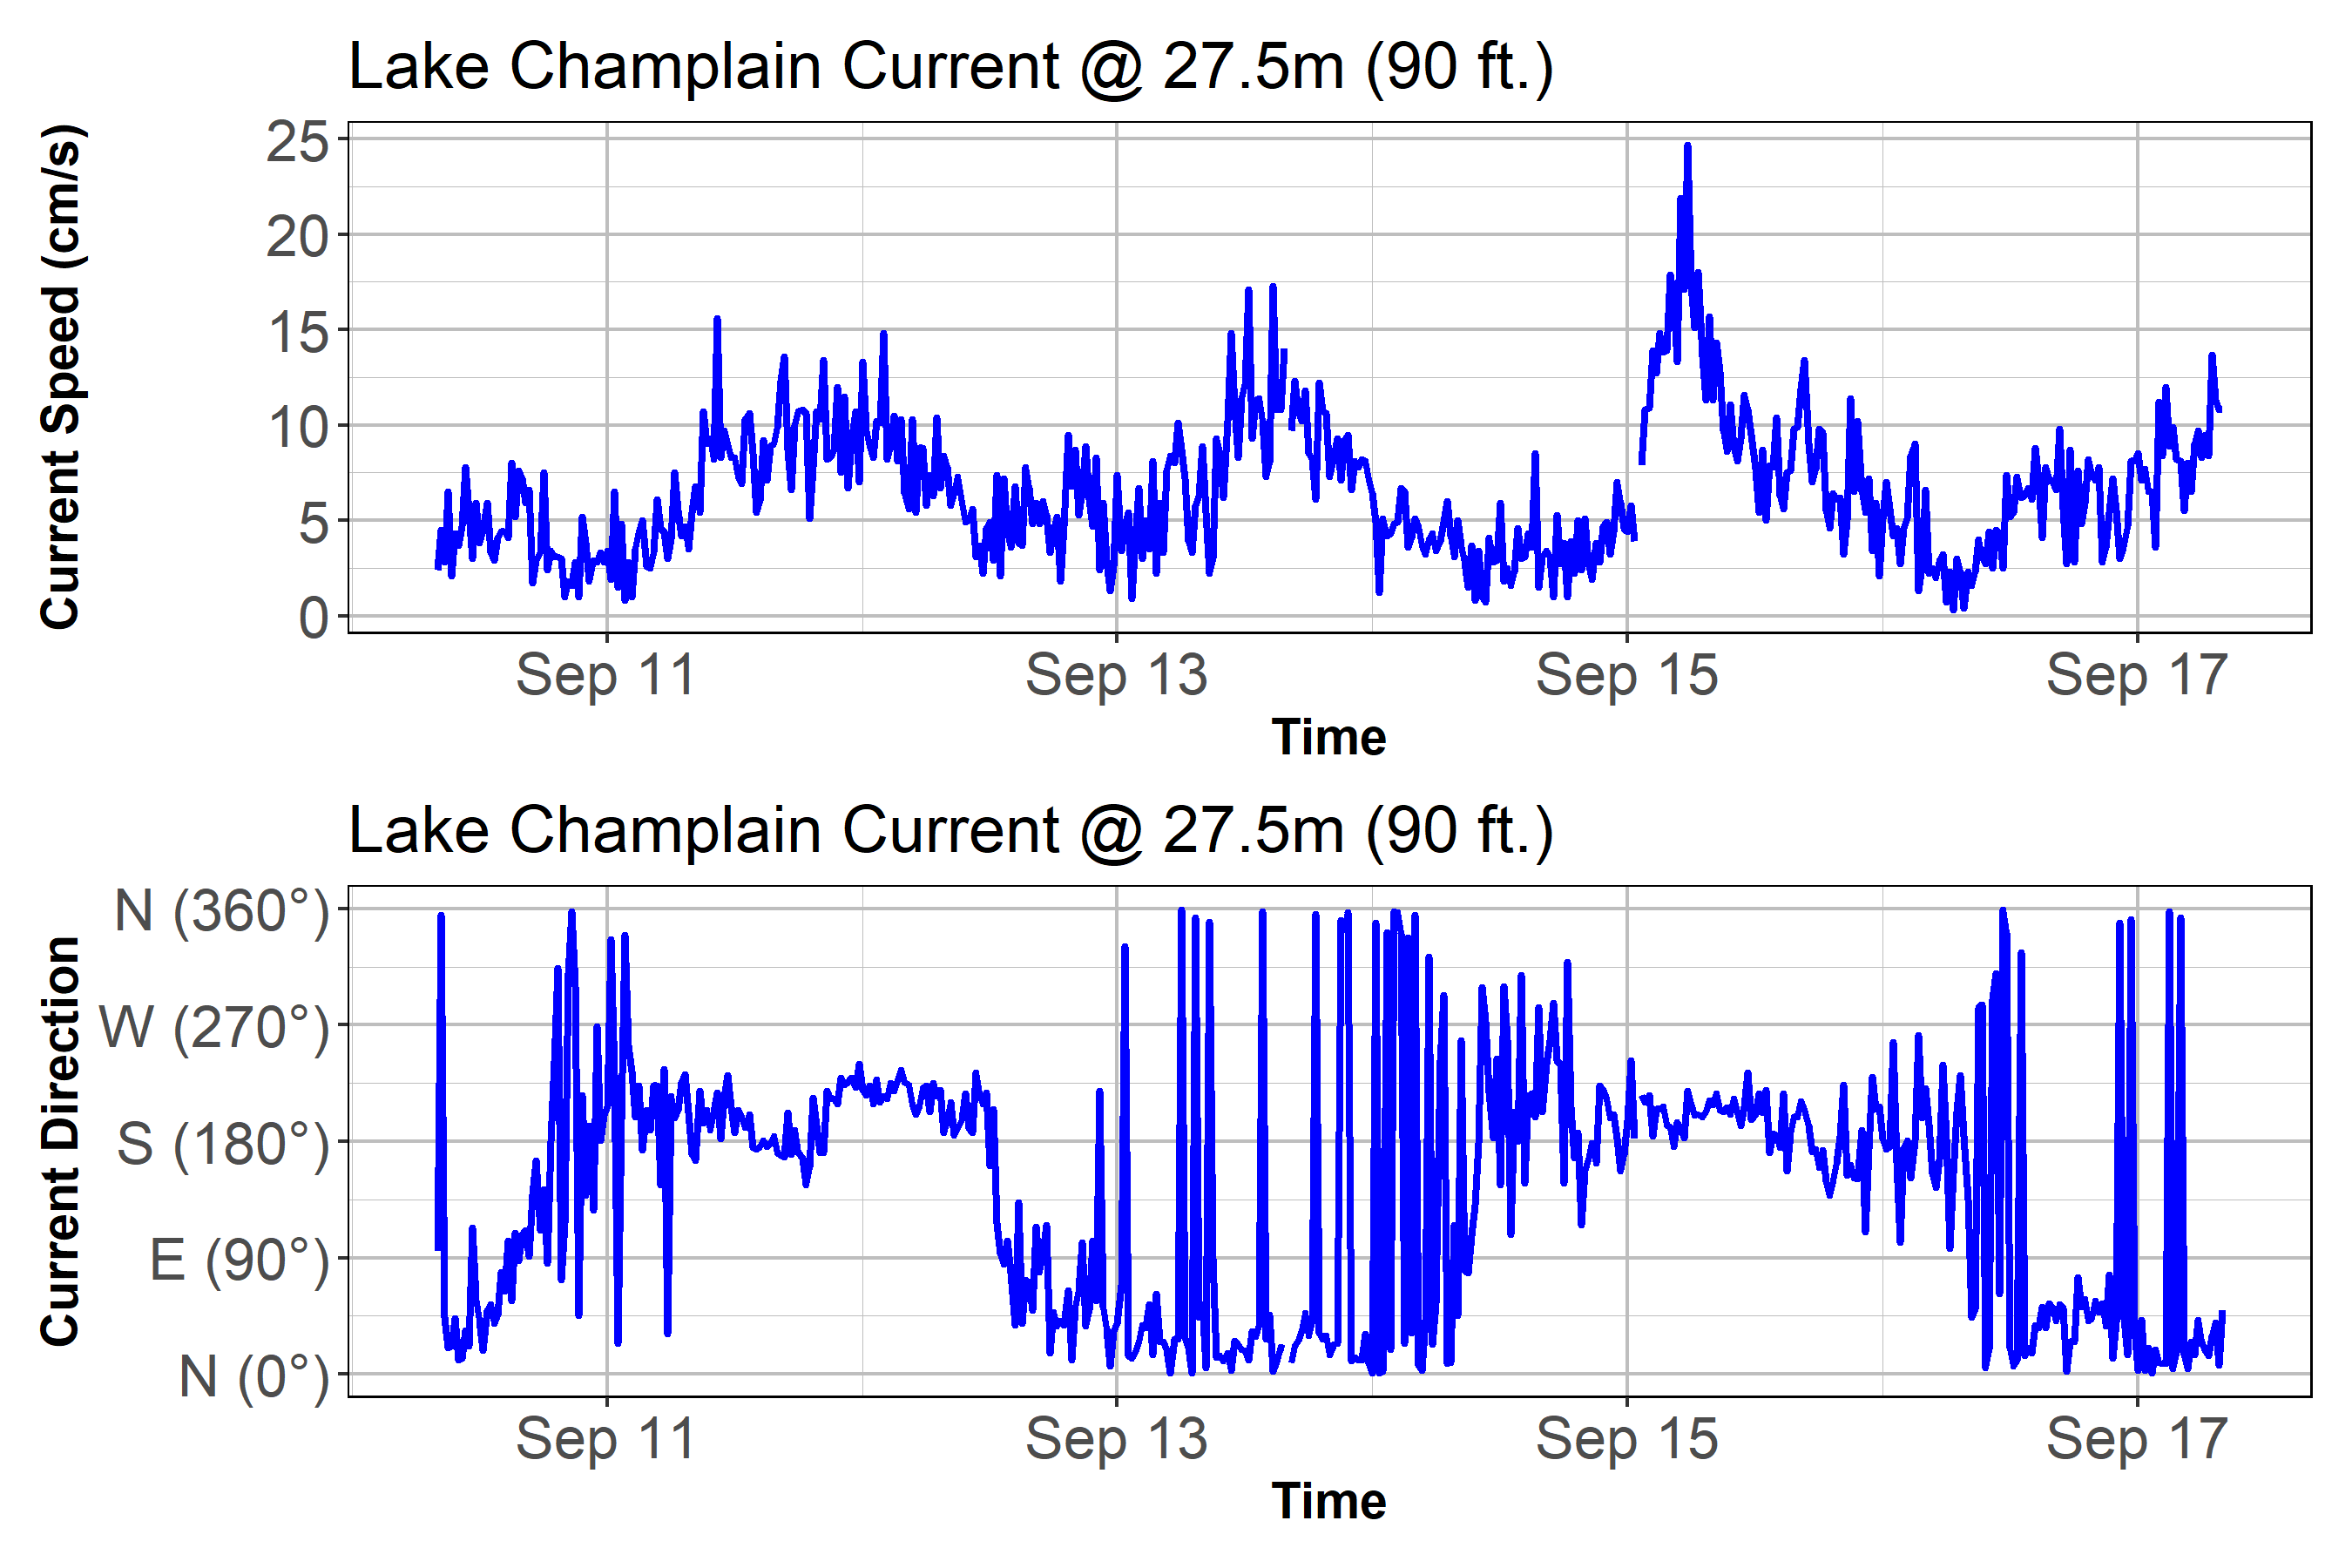 Lake Champlain Current @ 27.5m (90 ft.)
Current Speed (cm/s)
25
20
15
10
5
0
Sep 11 Sep 13 Sep 15 Sep 17
Time
Lake Champlain Current @ 27.5m (90 ft.)
Current Direction
N (360°)
W (270°)
S (180°)
E (90°)
N (0°)
Sep 11 Sep 13 Sep 15 Sep 17
Time